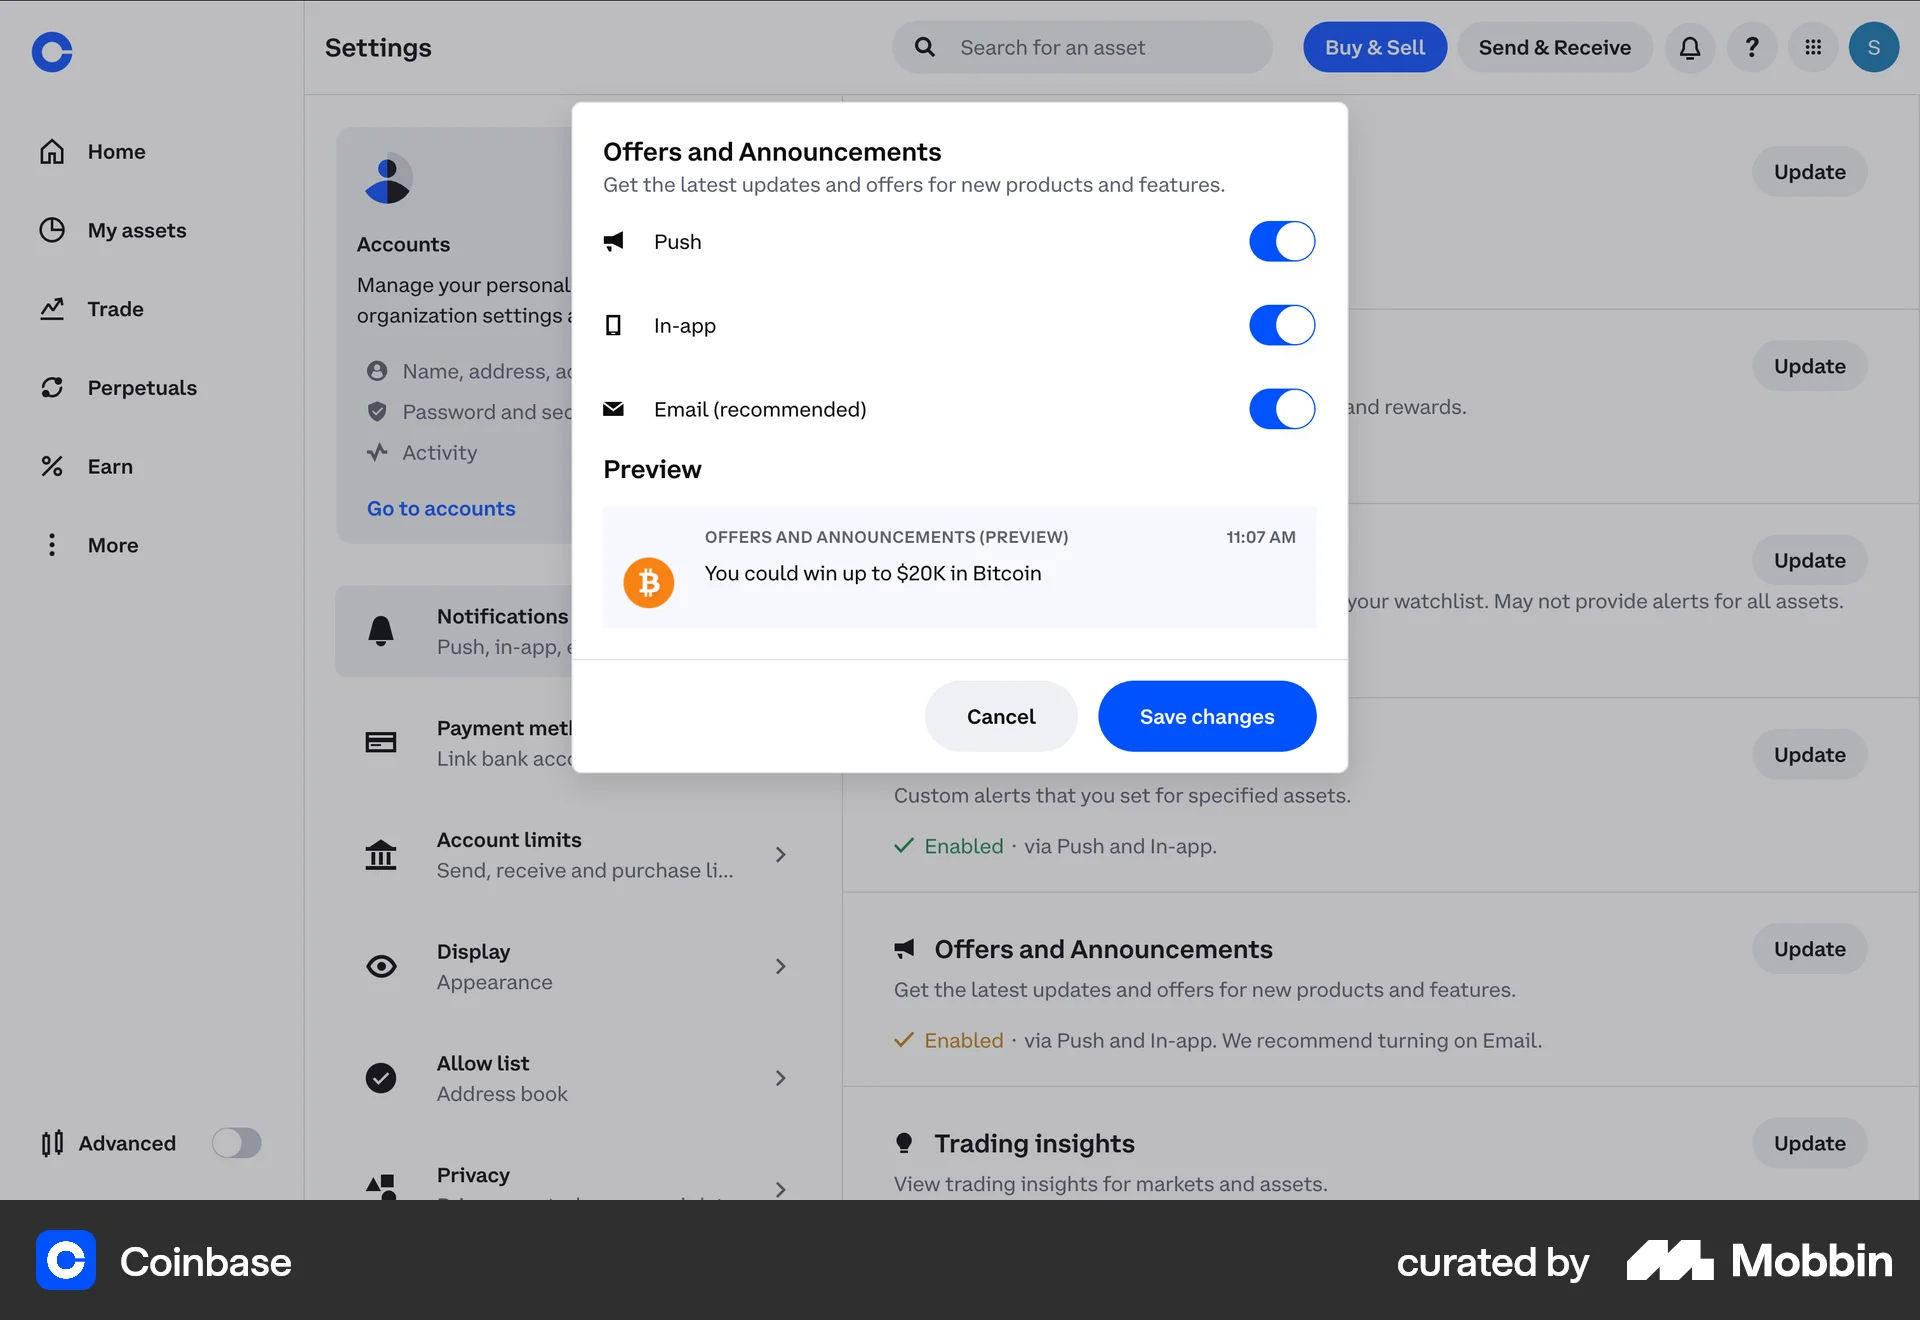 Settings
Search for an asset
Buy & Sell
Send & Receive
?
S
Home
My assets
Trade
Perpetuals
Earn
More
Advanced
Accounts
Manage your personal
organization settings
Name, address,
Password and
Activity
Go to accounts
Notifications
Push, in-app,
Payment
Link bank
Account limits
Send, receive and purchase li...
Display
Appearance
Allow list
Address book
Privacy
Offers and Announcements
Get the latest updates and offers for new products and features.
Push
In-app
Email (recommended)
Preview
OFFERS AND ANNOUNCEMENTS (PREVIEW)
11:07 AM
You could win up to $20K in Bitcoin
Cancel
Save changes
Update
Update
and rewards.
Update
your watchlist. May not provide alerts for all assets.
Update
Custom alerts that you set for specified assets.
Enabled · via Push and In-app.
Offers and Announcements
Update
Get the latest updates and offers for new products and features.
Enabled · via Push and In-app. We recommend turning on Email.
Trading insights
Update
View trading insights for markets and assets.
Coinbase
curated by
Mobbin